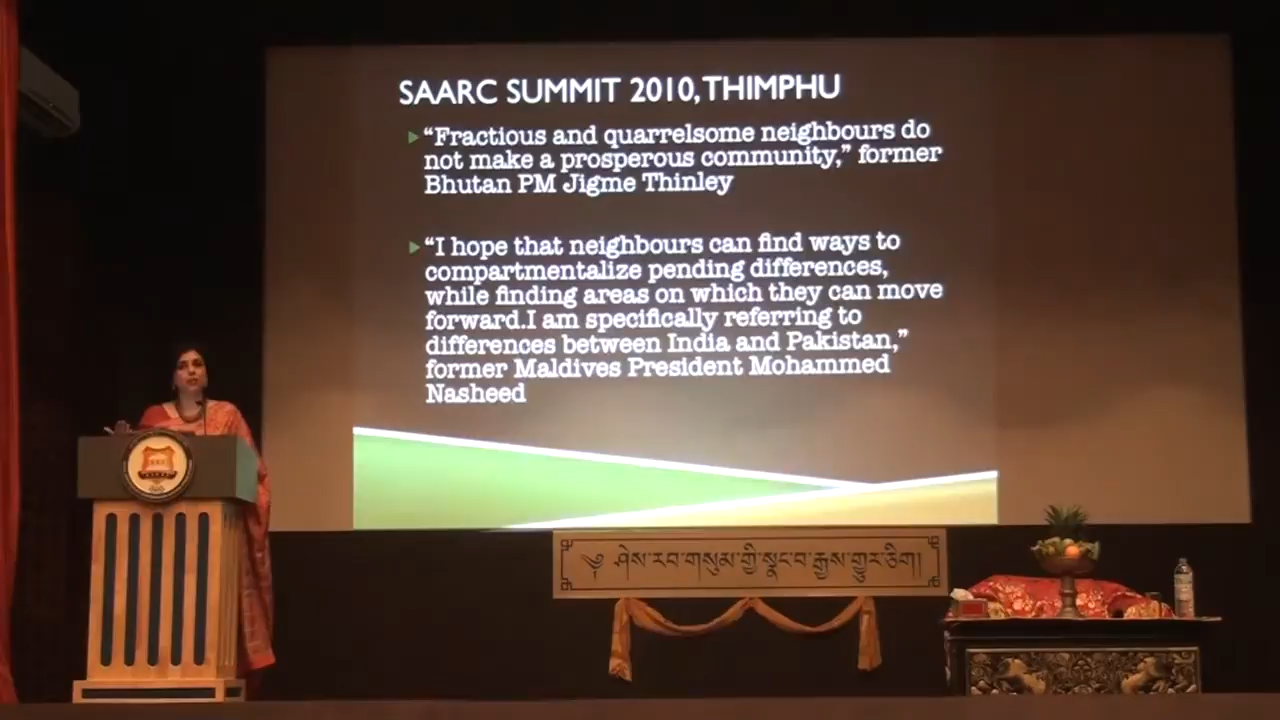 SAARC SUMMIT 2010, THIMPHU
“Fractious and quarrelsome neighbours do
not make a prosperous community,” former
Bhutan PM Jigme Thinley
“I hope that neighbours can find ways to
compartmentalize pending differences,
while finding areas on which they can move
forward.I am specifically referring to
differences between India and Pakistan,”
former Maldives President Mohammed
Nasheed
༄ ཤེས་རབ་གསུམ་གྱི་སྣང་བ་རྒྱས་གྱུར་ཅིག།